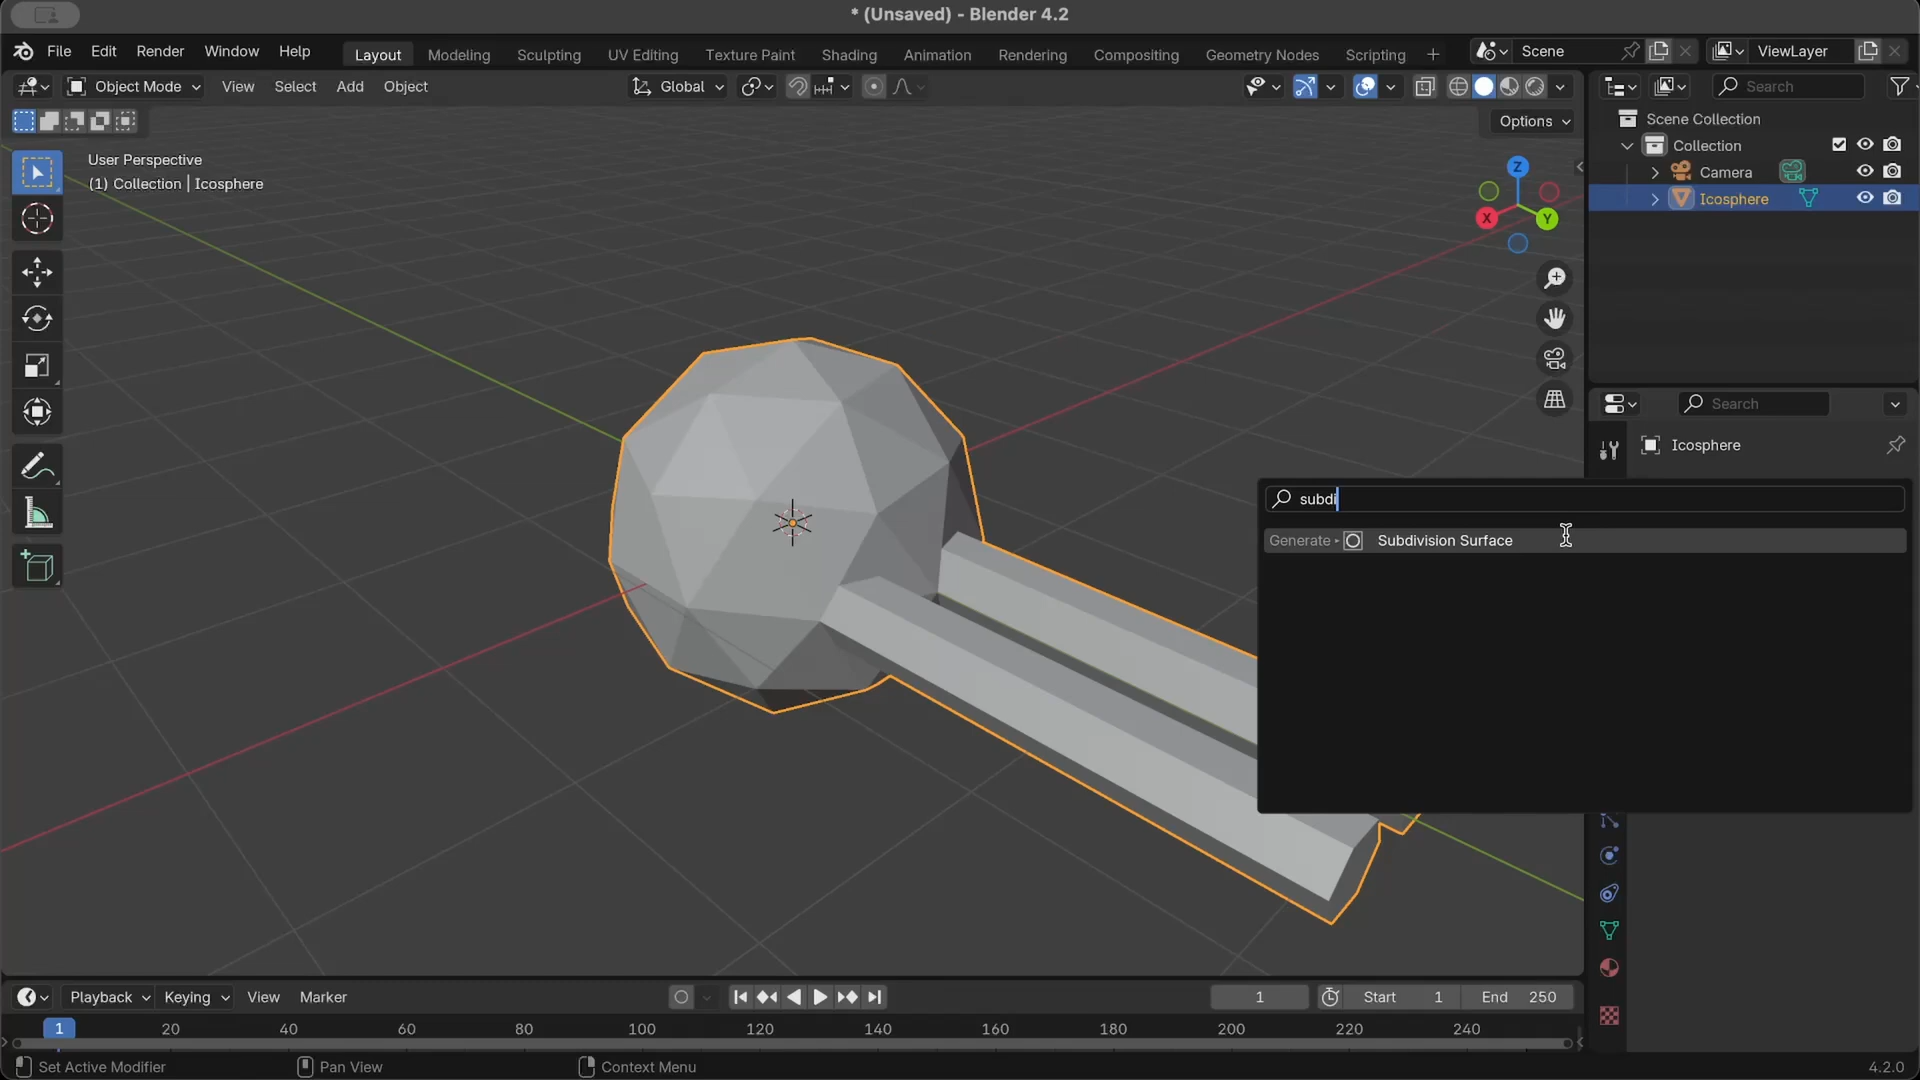 * (Unsaved) - Blender 4.2
File Edit Render Window Help Layout Modeling Sculpting UV Editing Texture Paint Shading Animation Rendering Compositing Geometry Nodes Scripting + Scene ViewLayer
Object Mode View Select Add Object Global Search
Options
Scene Collection
Collection
Camera
Icosphere
User Perspective
(1) Collection | Icosphere
Z
X
Y
Search
Icosphere
subdi
Generate Subdivision Surface
Playback Keying View Marker 1 Start 1 End 250
1 20 40 60 80 100 120 140 160 180 200 220 240
Set Active Modifier Pan View Context Menu 4.2.0